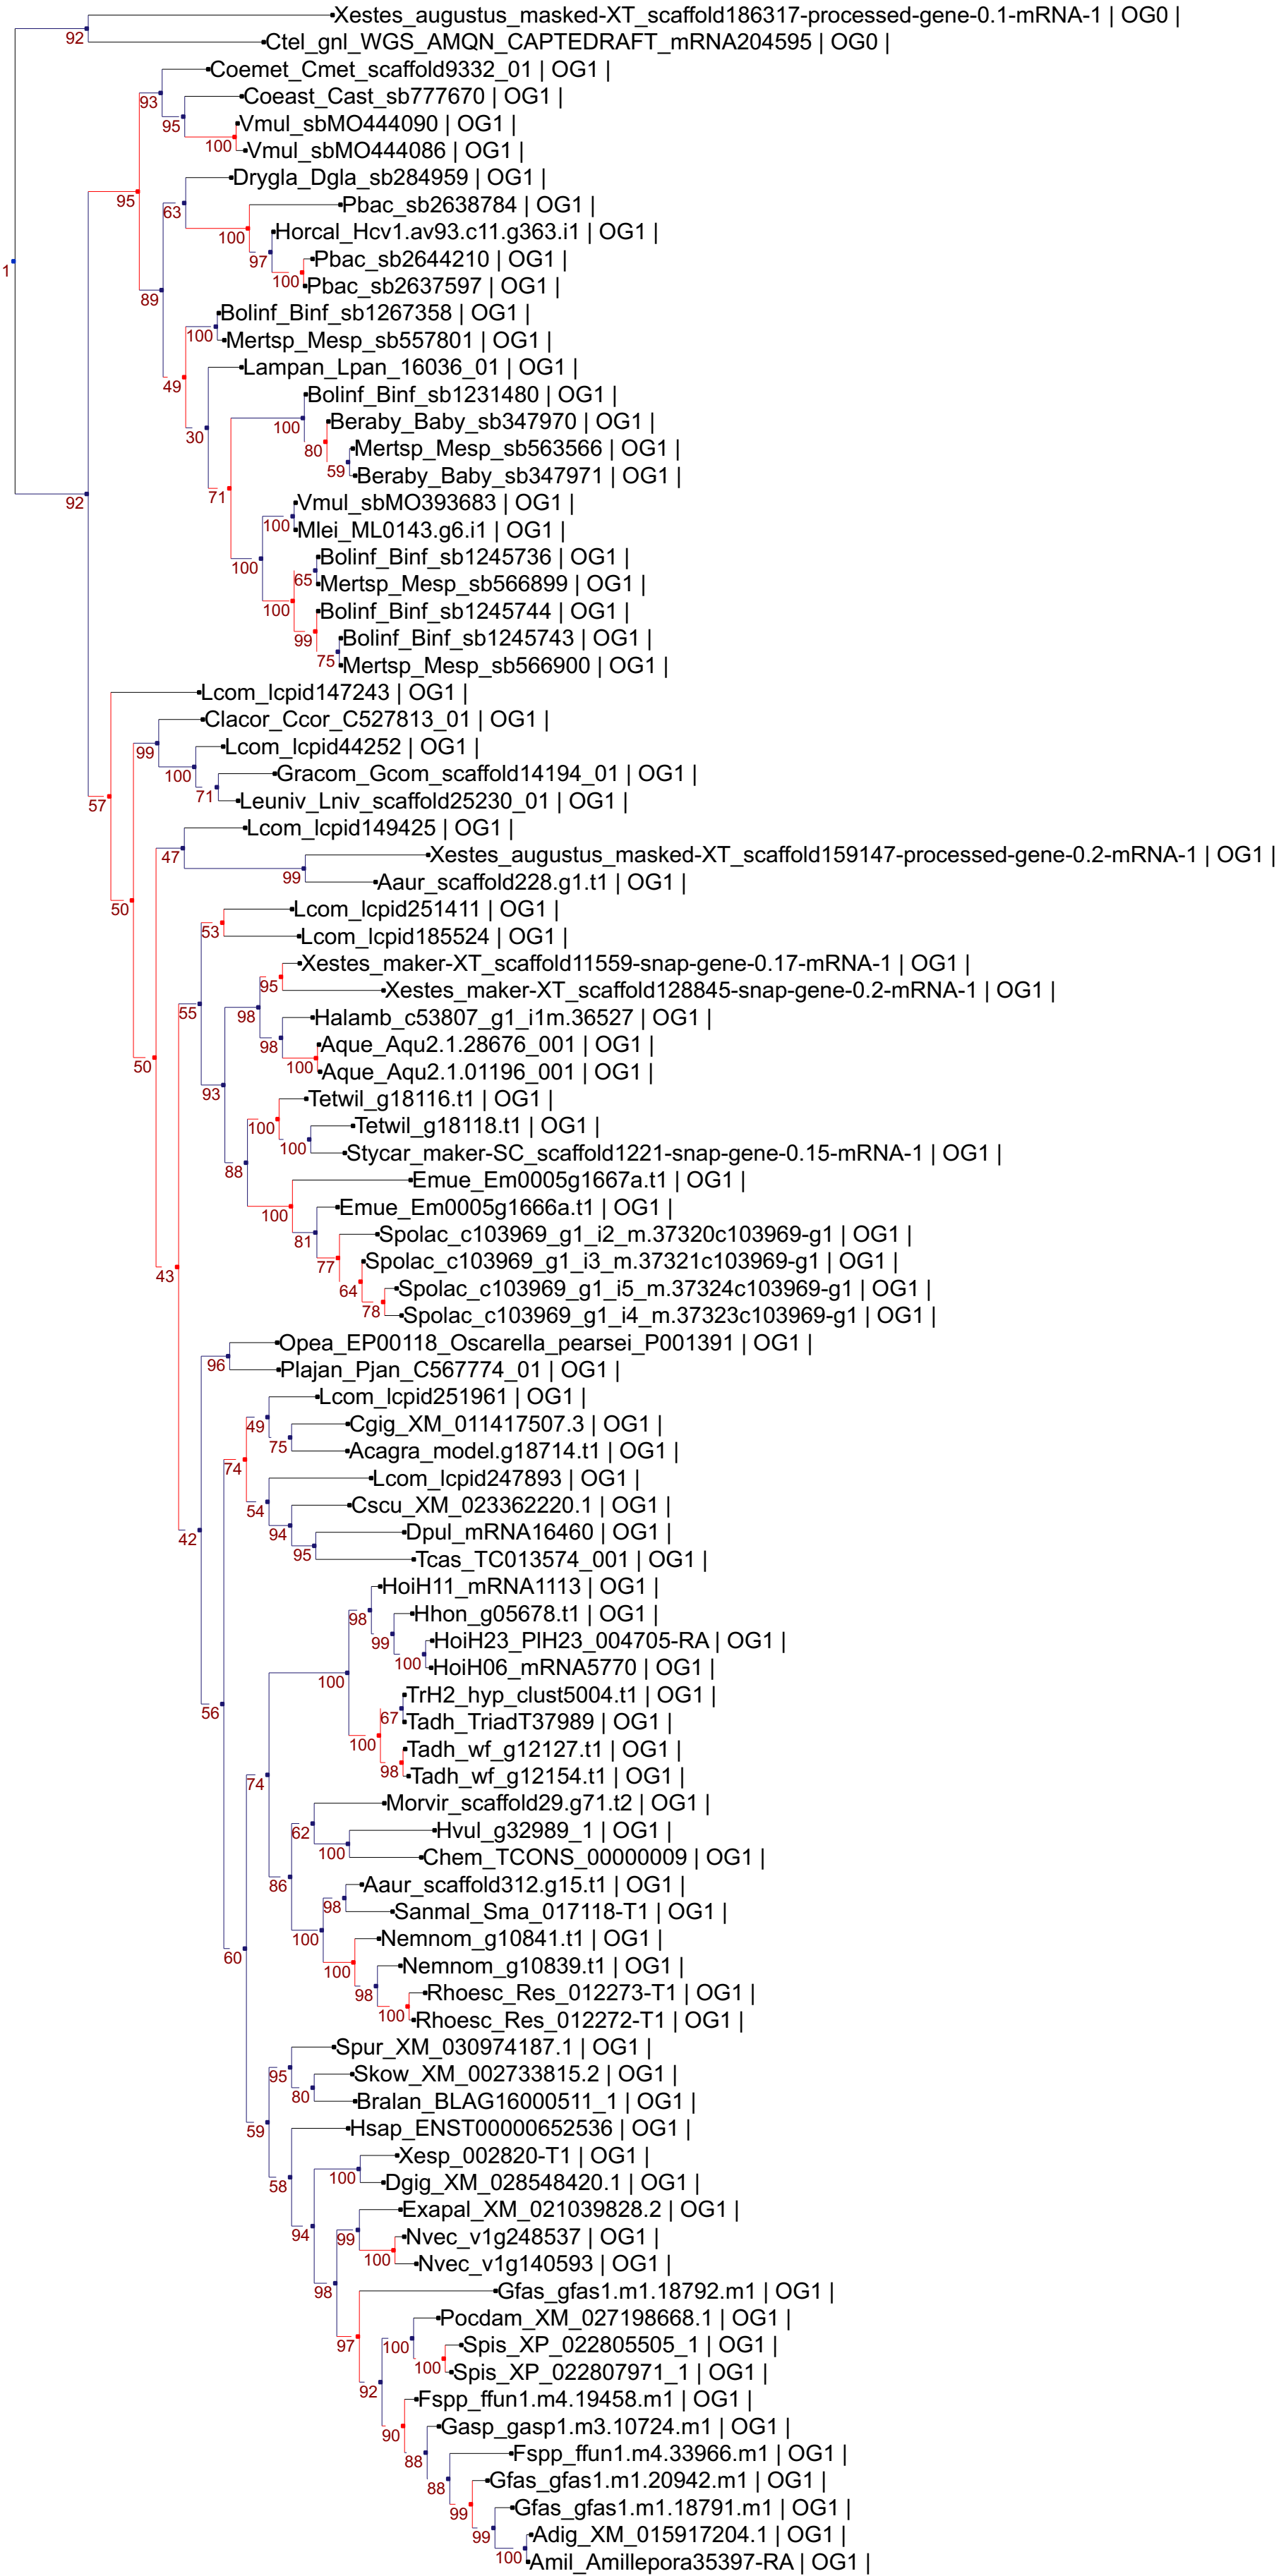 Xestes_augustus_masked-XT_scaffold186317-processed-gene-0.1-mRNA-1 | OG0 |
92
Ctel_gnl_WGS_AMQN_CAPTEDRAFT_mRNA204595 | OG0 |
Coemet_Cmet_scaffold9332_01 | OG1 |
93
Coeast_Cast_sb777670 | OG1 |
95
Vmul_sbMO444090 | OG1 |
100
Vmul_sbMO444086 | OG1 |
Drygla_Dgla_sb284959 | OG1 |
95
63
Pbac_sb2638784 | OG1 |
100
Horcal_Hcv1.av93.c11.g363.i1 | OG1 |
97
Pbac_sb2644210 | OG1 |
1
100
Pbac_sb2637597 | OG1 |
89
Bolinf_Binf_sb1267358 | OG1 |
100
Mertsp_Mesp_sb557801 | OG1 |
Lampan_Lpan_16036_01 | OG1 |
49
Bolinf_Binf_sb1231480 | OG1 |
100
Beraby_Baby_sb347970 | OG1 |
30
80
Mertsp_Mesp_sb563566 | OG1 |
59
Beraby_Baby_sb347971 | OG1 |
71
92
Vmul_sbMO393683 | OG1 |
100
Mlei_ML0143.g6.i1 | OG1 |
100
Bolinf_Binf_sb1245736 | OG1 |
65
Mertsp_Mesp_sb566899 | OG1 |
100
Bolinf_Binf_sb1245744 | OG1 |
99
Bolinf_Binf_sb1245743 | OG1 |
75
Mertsp_Mesp_sb566900 | OG1 |
Lcom_lcpid147243 | OG1 |
Clacor_Ccor_C527813_01 | OG1 |
99
Lcom_lcpid44252 | OG1 |
100
Gracom_Gcom_scaffold14194_01 | OG1 |
71
57
Leuniv_Lniv_scaffold25230_01 | OG1 |
Lcom_lcpid149425 | OG1 |
47
Xestes_augustus_masked-XT_scaffold159147-processed-gene-0.2-mRNA-1 | OG1 |
99
Aaur_scaffold228.g1.t1 | OG1 |
50
Lcom_lcpid251411 | OG1 |
53
Lcom_lcpid185524 | OG1 |
Xestes_maker-XT_scaffold11559-snap-gene-0.17-mRNA-1 | OG1 |
95
Xestes_maker-XT_scaffold128845-snap-gene-0.2-mRNA-1 | OG1 |
55
98
Halamb_c53807_g1_i1m.36527 | OG1 |
98
Aque_Aqu2.1.28676_001 | OG1 |
50
100
Aque_Aqu2.1.01196_001 | OG1 |
93
Tetwil_g18116.t1 | OG1 |
100
Tetwil_g18118.t1 | OG1 |
100
Stycar_maker-SC_scaffold1221-snap-gene-0.15-mRNA-1 | OG1 |
88
Emue_Em0005g1667a.t1 | OG1 |
100
Emue_Em0005g1666a.t1 | OG1 |
81
Spolac_c103969_g1_i2_m.37320c103969-g1 | OG1 |
77
Spolac_c103969_g1_i3_m.37321c103969-g1 | OG1 |
43
64
Spolac_c103969_g1_i5_m.37324c103969-g1 | OG1 |
78
Spolac_c103969_g1_i4_m.37323c103969-g1 | OG1 |
Opea_EP00118_Oscarella_pearsei_P001391 | OG1 |
96
Plajan_Pjan_C567774_01 | OG1 |
Lcom_lcpid251961 | OG1 |
49
Cgig_XM_011417507.3 | OG1 |
75
Acagra_model.g18714.t1 | OG1 |
74
Lcom_lcpid247893 | OG1 |
54
Cscu_XM_023362220.1 | OG1 |
94
Dpul_mRNA16460 | OG1 |
42
95
Tcas_TC013574_001 | OG1 |
HoiH11_mRNA1113 | OG1 |
98
Hhon_g05678.t1 | OG1 |
99
HoiH23_PlH23_004705-RA | OG1 |
100
HoiH06_mRNA5770 | OG1 |
100
TrH2_hyp_clust5004.t1 | OG1 |
56
67
Tadh_TriadT37989 | OG1 |
100
Tadh_wf_g12127.t1 | OG1 |
98
Tadh_wf_g12154.t1 | OG1 |
74
Morvir_scaffold29.g71.t2 | OG1 |
62
Hvul_g32989_1 | OG1 |
100
Chem_TCONS_00000009 | OG1 |
86
Aaur_scaffold312.g15.t1 | OG1 |
98
Sanmal_Sma_017118-T1 | OG1 |
100
Nemnom_g10841.t1 | OG1 |
60
100
Nemnom_g10839.t1 | OG1 |
98
Rhoesc_Res_012273-T1 | OG1 |
100
Rhoesc_Res_012272-T1 | OG1 |
Spur_XM_030974187.1 | OG1 |
95
Skow_XM_002733815.2 | OG1 |
80
Bralan_BLAG16000511_1 | OG1 |
59
Hsap_ENST00000652536 | OG1 |
Xesp_002820-T1 | OG1 |
58
100
Dgig_XM_028548420.1 | OG1 |
Exapal_XM_021039828.2 | OG1 |
94
99
Nvec_v1g248537 | OG1 |
100
Nvec_v1g140593 | OG1 |
98
Gfas_gfas1.m1.18792.m1 | OG1 |
Pocdam_XM_027198668.1 | OG1 |
97
100
Spis_XP_022805505_1 | OG1 |
100
Spis_XP_022807971_1 | OG1 |
92
Fspp_ffun1.m4.19458.m1 | OG1 |
90
Gasp_gasp1.m3.10724.m1 | OG1 |
88
Fspp_ffun1.m4.33966.m1 | OG1 |
88
Gfas_gfas1.m1.20942.m1 | OG1 |
99
Gfas_gfas1.m1.18791.m1 | OG1 |
99
Adig_XM_015917204.1 | OG1 |
100
Amil_Amillepora35397-RA | OG1 |